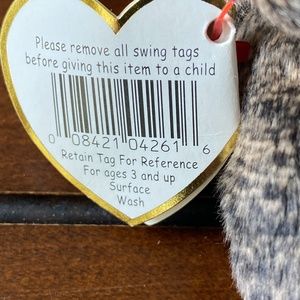 Please remove all swing tags
before giving this item to a child
0 08421 04261 6
Retain Tag For Reference
For ages 3 and up
Surface
Wash